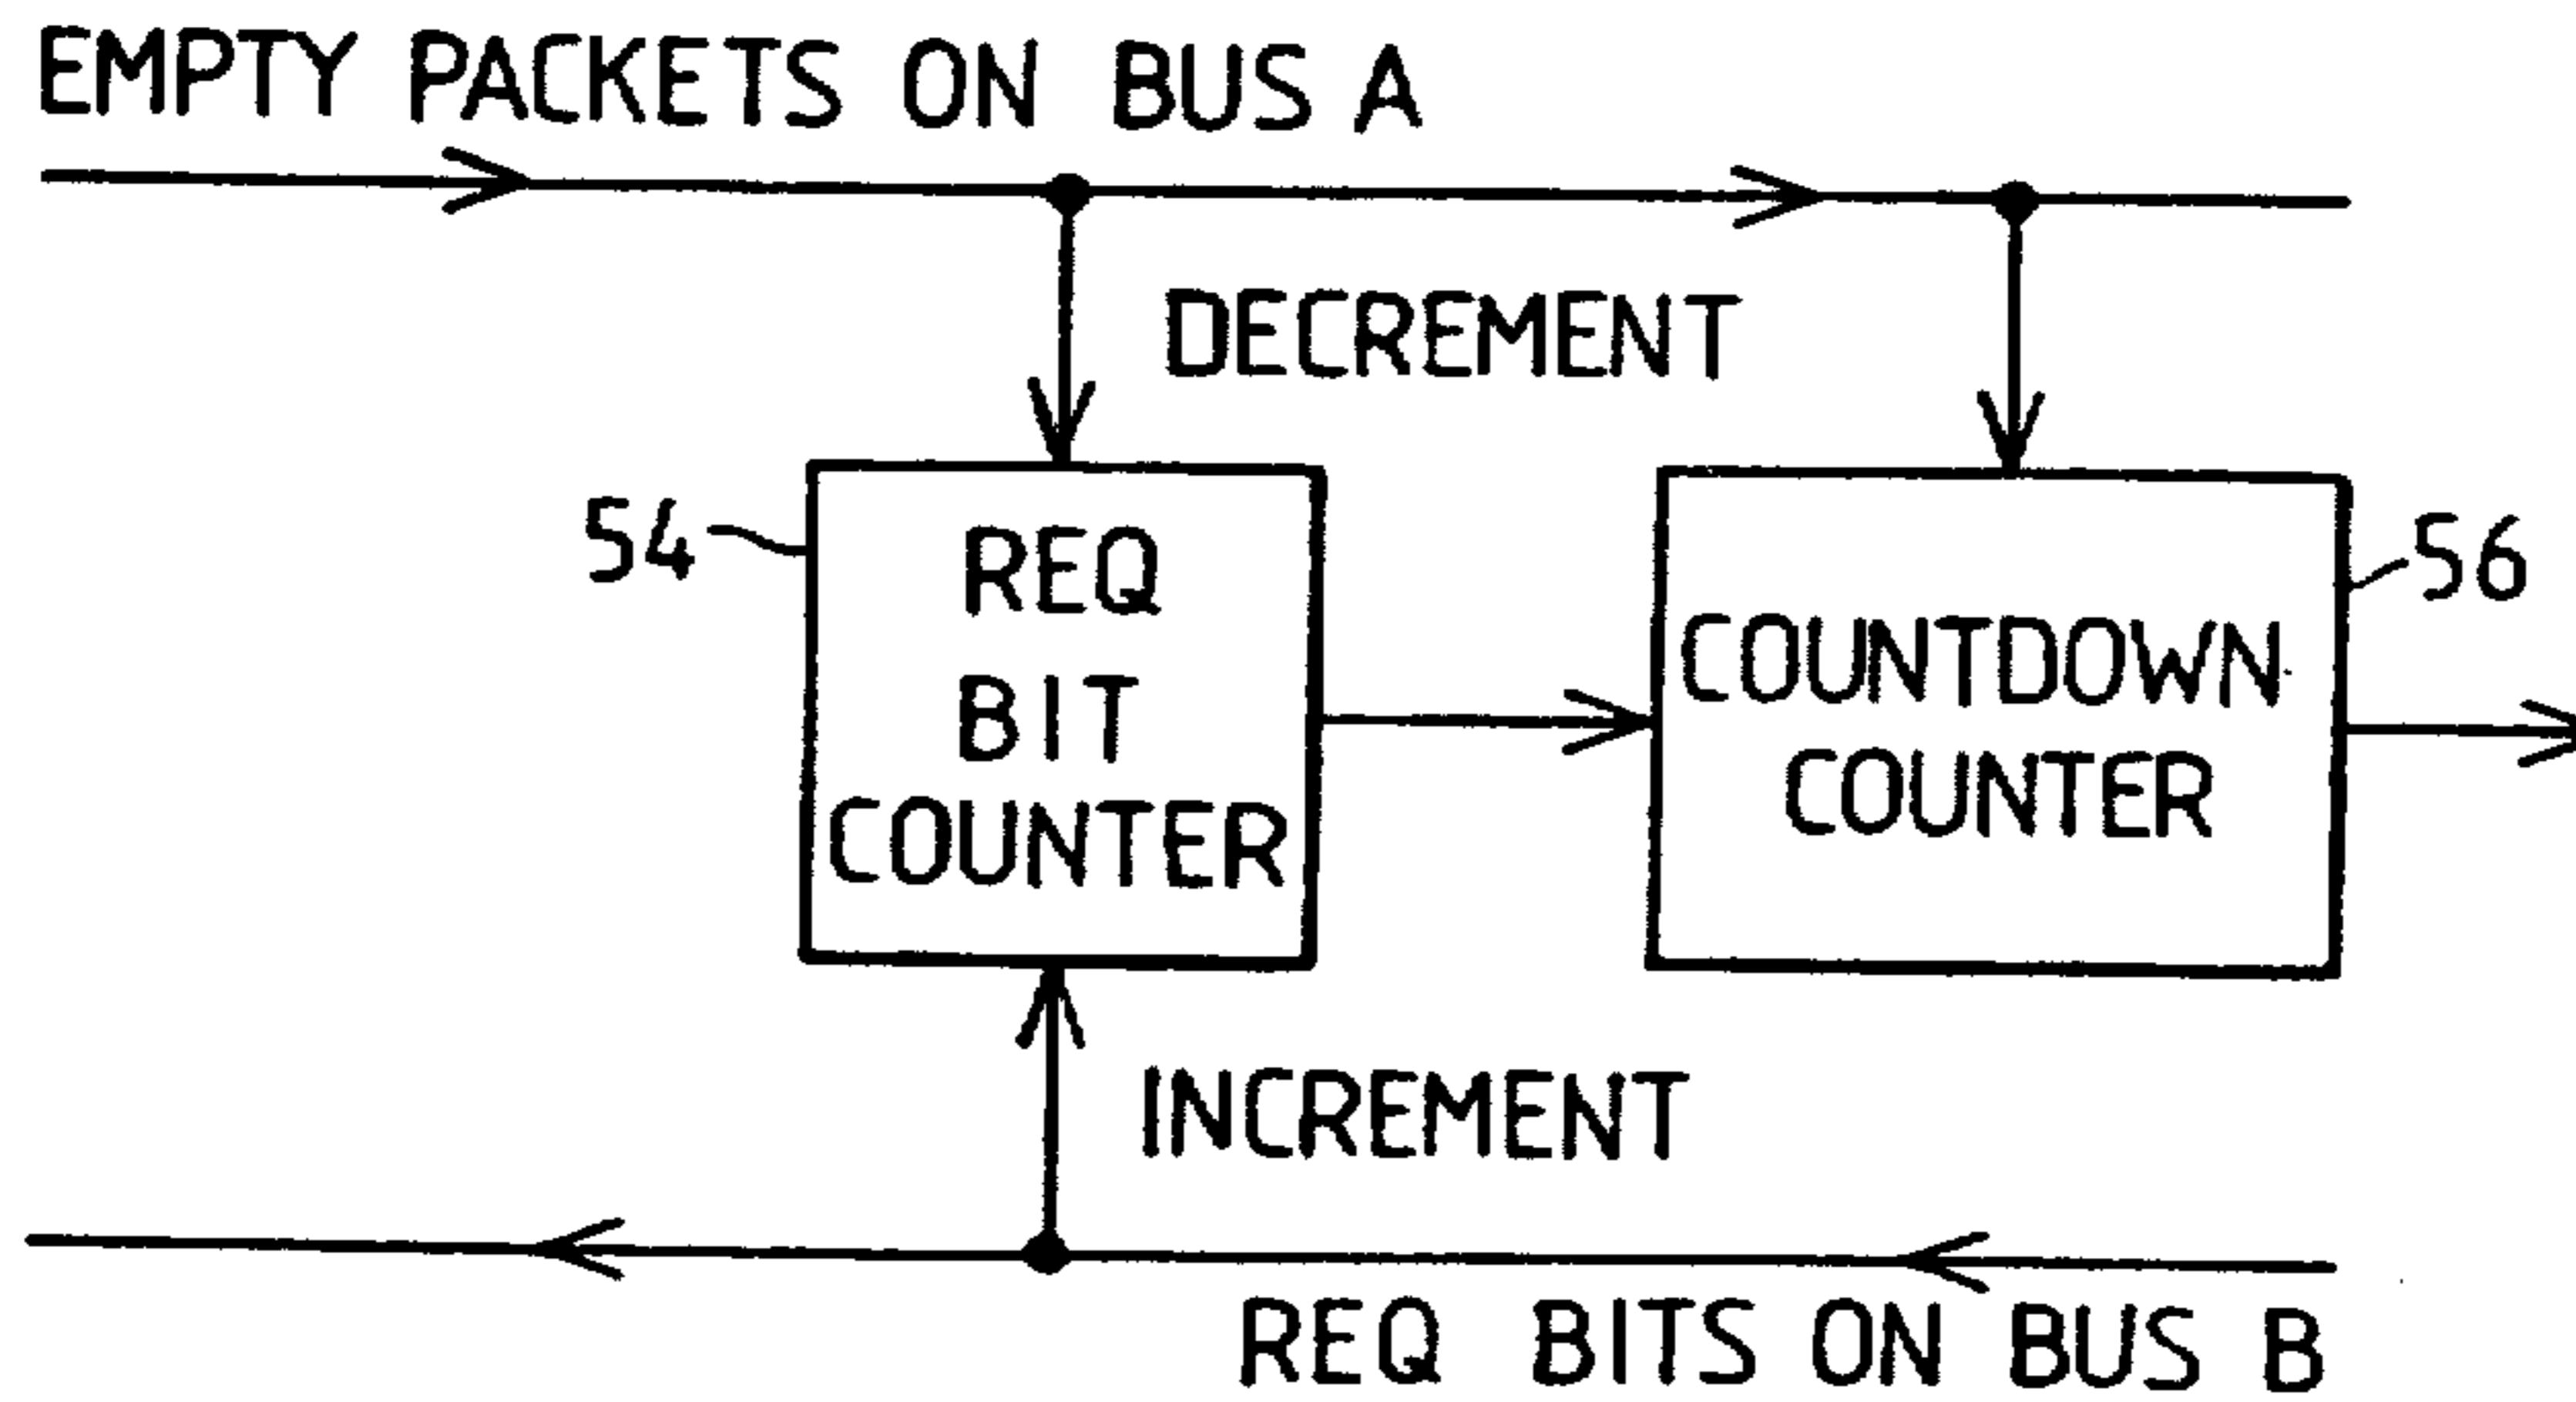 EMPTY PACKETS ON BUS A
DECREMENT
54
REQ
BIT
COUNTER
56
COUNTDOWN
COUNTER
INCREMENT
REQ BITS ON BUS B